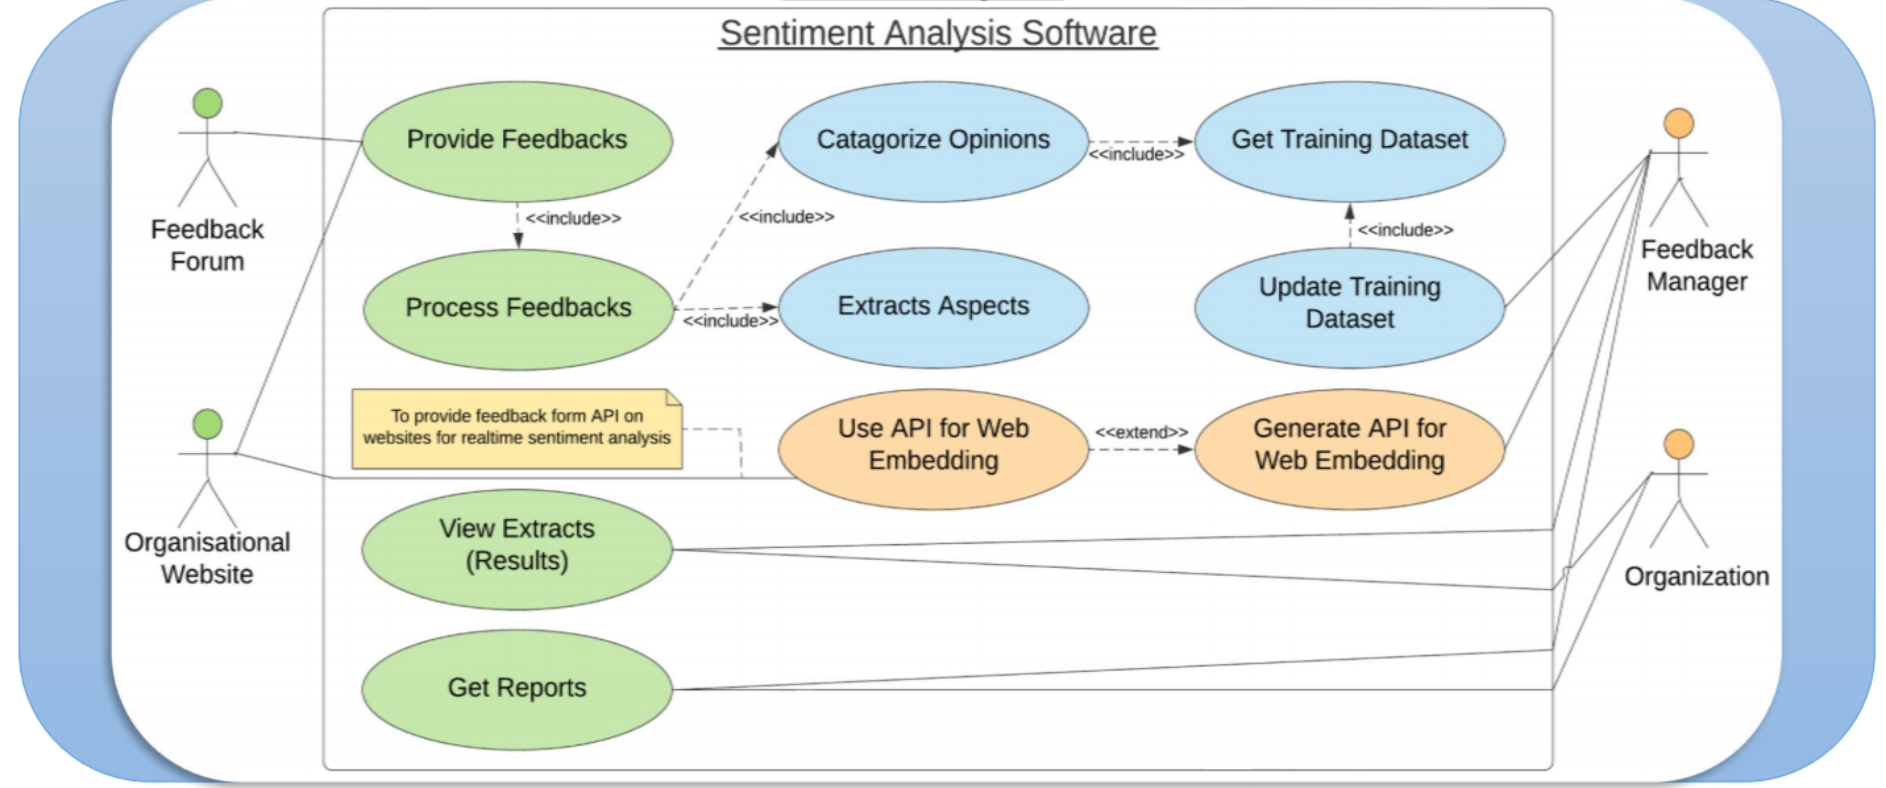 Sentiment Analysis Software
Provide Feedbacks
Catagorize Opinions
<<include>>
Get Training Dataset
<<include>>
<<include>>
<<include>>
Feedback
Forum
Feedback
Manager
Process Feedbacks
<<include>>
Extracts Aspects
Update Training
Dataset
To provide feedback form API on
websites for realtime sentiment analysis
Use API for Web
Embedding
<<extend>>
Generate API for
Web Embedding
Organisational
Website
View Extracts
(Results)
Organization
Get Reports